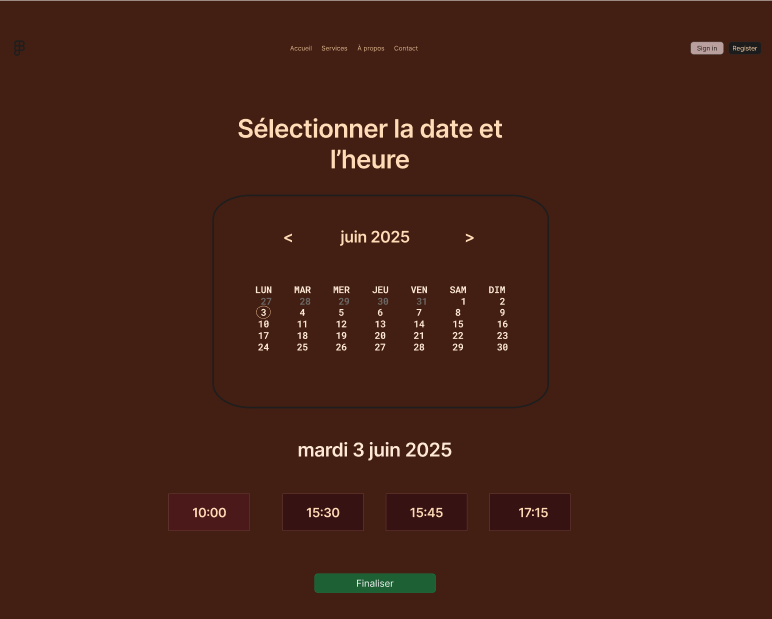 Accueil Services À propos Contact Sign in Register
Sélectionner la date et
l’heure
< juin 2025 >
LUN MAR MER JEU VEN SAM DIM
27 28 29 30 31 1 2
3 4 5 6 7 8 9
10 11 12 13 14 15 16
17 18 19 20 21 22 23
24 25 26 27 28 29 30
mardi 3 juin 2025
10:00 15:30 15:45 17:15
Finaliser